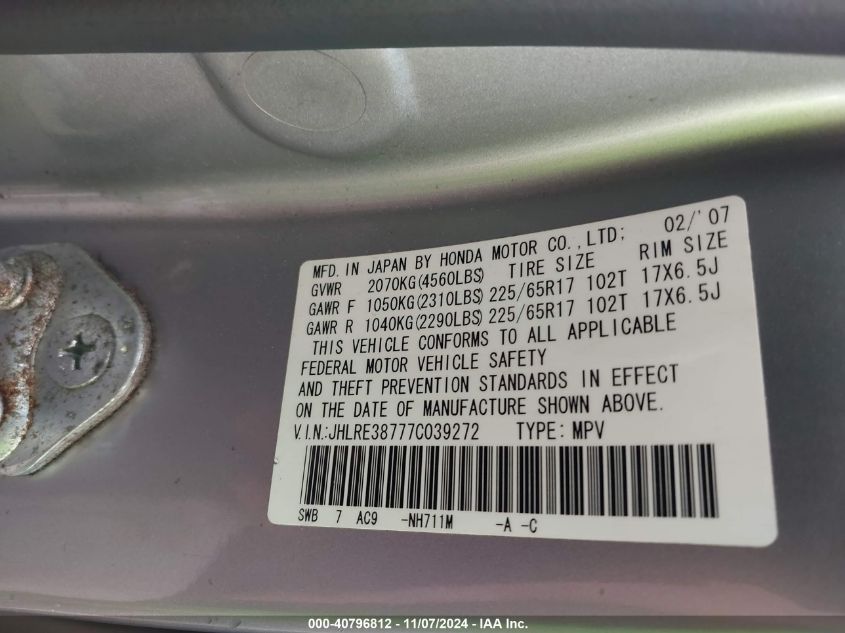 MFD. IN JAPAN BY HONDA MOTOR CO.,LTD; 02/'07
GVWR 2070KG(4560LBS) TIRE SIZE RIM SIZE
GAWR F 1050KG(2310LBS) 225/65R17 102T 17X6.5J
GAWR R 1040KG(2290LBS) 225/65R17 102T 17X6.5J
THIS VEHICLE CONFORMS TO ALL APPLICABLE
FEDERAL MOTOR VEHICLE SAFETY
AND THEFT PREVENTION STANDARDS IN EFFECT
ON THE DATE OF MANUFACTURE SHOWN ABOVE.
V.I.N.:JHLRE38777C039272 TYPE: MPV
SWB 7 AC9 -NH711M -A -C
000-40796812 - 11/07/2024 - IAA Inc.